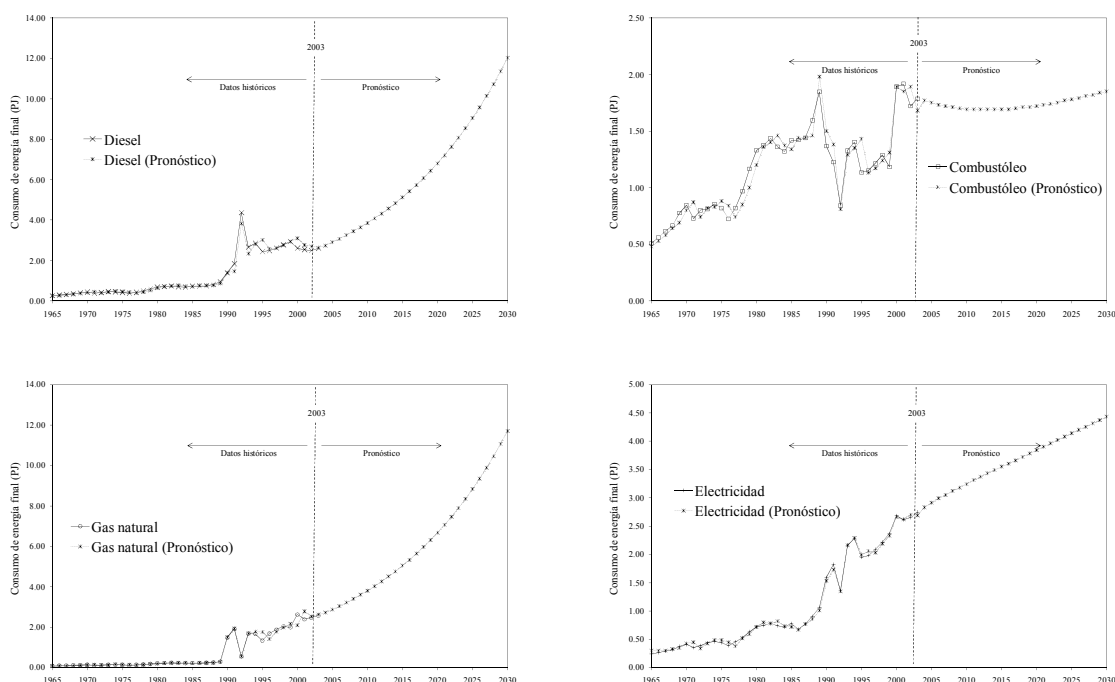 14.00
12.00
10.00
8.00
6.00
4.00
2.00
0.00
Consumo de energía final (PJ)
2003
Datos históricos
Pronóstico
Diesel
Diesel (Pronóstico)
1965 1970 1975 1980 1985 1990 1995 2000 2005 2010 2015 2020 2025 2030
2.50
2.00
1.50
1.00
0.50
0.00
Consumo de energía final (PJ)
2003
Datos históricos
Pronóstico
Combustóleo
Combustóleo (Pronóstico)
1965 1970 1975 1980 1985 1990 1995 2000 2005 2010 2015 2020 2025 2030
14.00
12.00
10.00
8.00
6.00
4.00
2.00
0.00
Consumo de energía final (PJ)
2003
Datos históricos
Pronóstico
Gas natural
Gas natural (Pronóstico)
1965 1970 1975 1980 1985 1990 1995 2000 2005 2010 2015 2020 2025 2030
5.00
4.50
4.00
3.50
3.00
2.50
2.00
1.50
1.00
0.50
0.00
Consumo de energía final (PJ)
2003
Datos históricos
Pronóstico
Electricidad
Electricidad (Pronóstico)
1965 1970 1975 1980 1985 1990 1995 2000 2005 2010 2015 2020 2025 2030